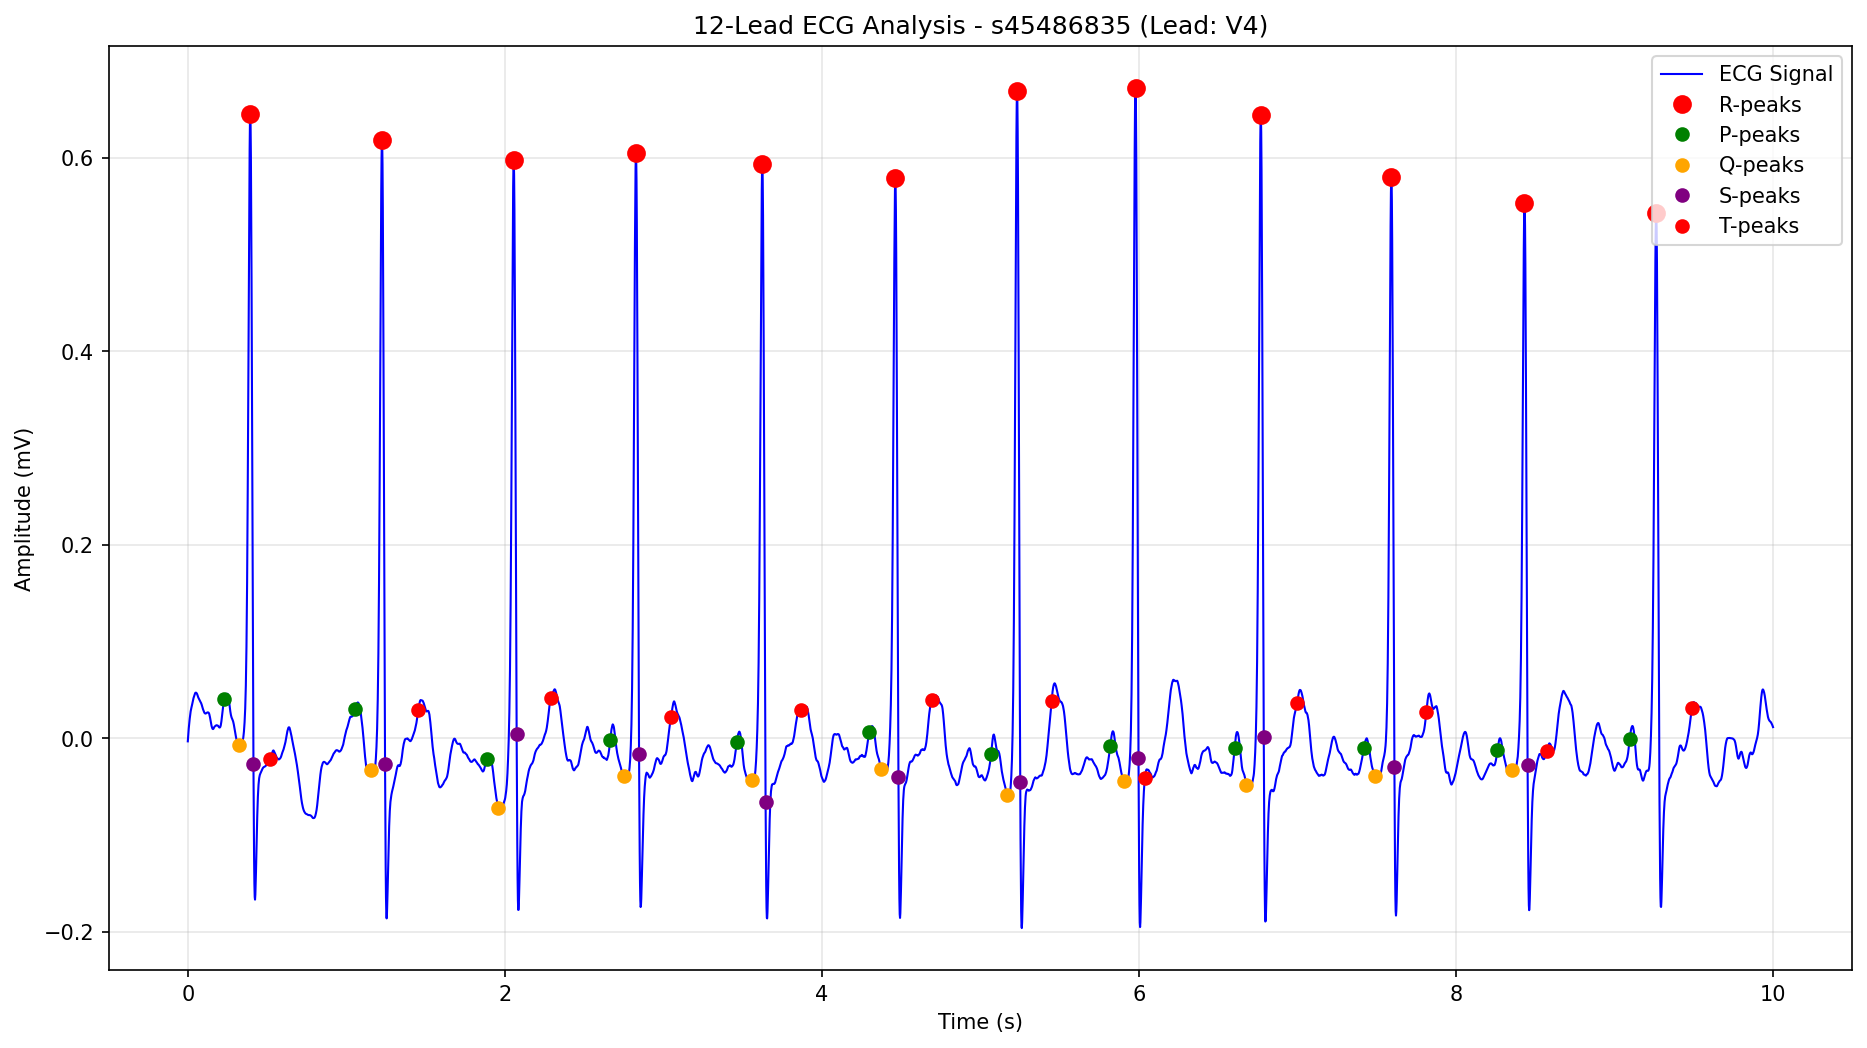 12-Lead ECG Analysis - s45486835 (Lead: V4)
ECG Signal
R-peaks
P-peaks
Q-peaks
S-peaks
T-peaks
Amplitude (mV)
0.6
0.4
0.2
0.0
−0.2
0 2 4 6 8 10
Time (s)